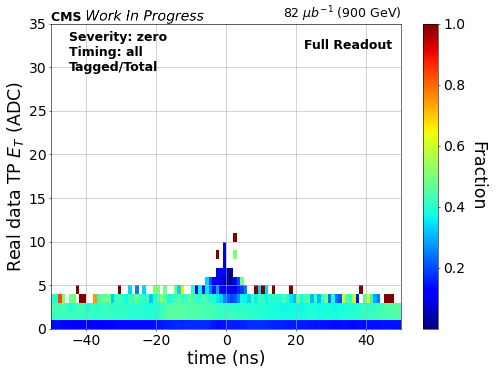 CMS Work In Progress
82 μb⁻¹ (900 GeV)
Severity: zero
Timing: all
Tagged/Total
Full Readout
Real data TP E_T (ADC)
35
30
25
20
15
10
5
0
−40
−20
0
20
40
time (ns)
1.0
0.8
0.6
0.4
0.2
Fraction